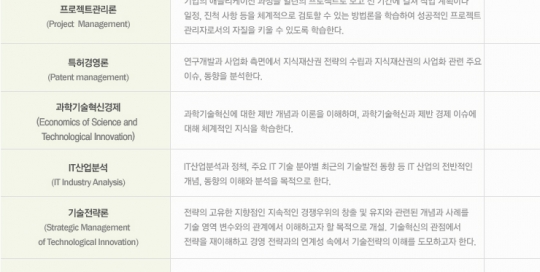 프로젝트관리론
(Project Management)
일정, 진척 사항 등을 체계적으로 검토할 수 있는 방법론을 학습하여 성공적인 프로젝트
관리자로서의 자질을 키울 수 있도록 학습한다.
특허경영론
(Patent management)
연구개발과 사업화 측면에서 지식재산권 전략의 수립과 지식재산권의 사업화 관련 주요
이슈, 동향을 분석한다.
과학기술혁신경제
(Economics of Science and
Technological Innovation)
과학기술혁신에 대한 제반 개념과 이론을 이해하며, 과학기술혁신과 제반 경제 이슈에
대해 체계적인 지식을 학습한다.
IT산업분석
(IT Industry Analysis)
IT산업분석과 정책, 주요 IT 기술 분야별 최근의 기술발전 동향 등 IT 산업의 전반적인
개념, 동향의 이해와 분석을 목적으로 한다.
기술전략론
(Strategic Management
of Technological Innovation)
전략의 고유한 지향점인 지속적인 경쟁우위의 창출 및 유지와 관련된 개념과 사례를
기술 영역 변수와의 관계에서 이해하고자 할 목적으로 개설. 기술혁신의 관점에서
전략을 재이해하고 경영 전략과의 연계성 속에서 기술전략의 이해를 도모하고자 한다.